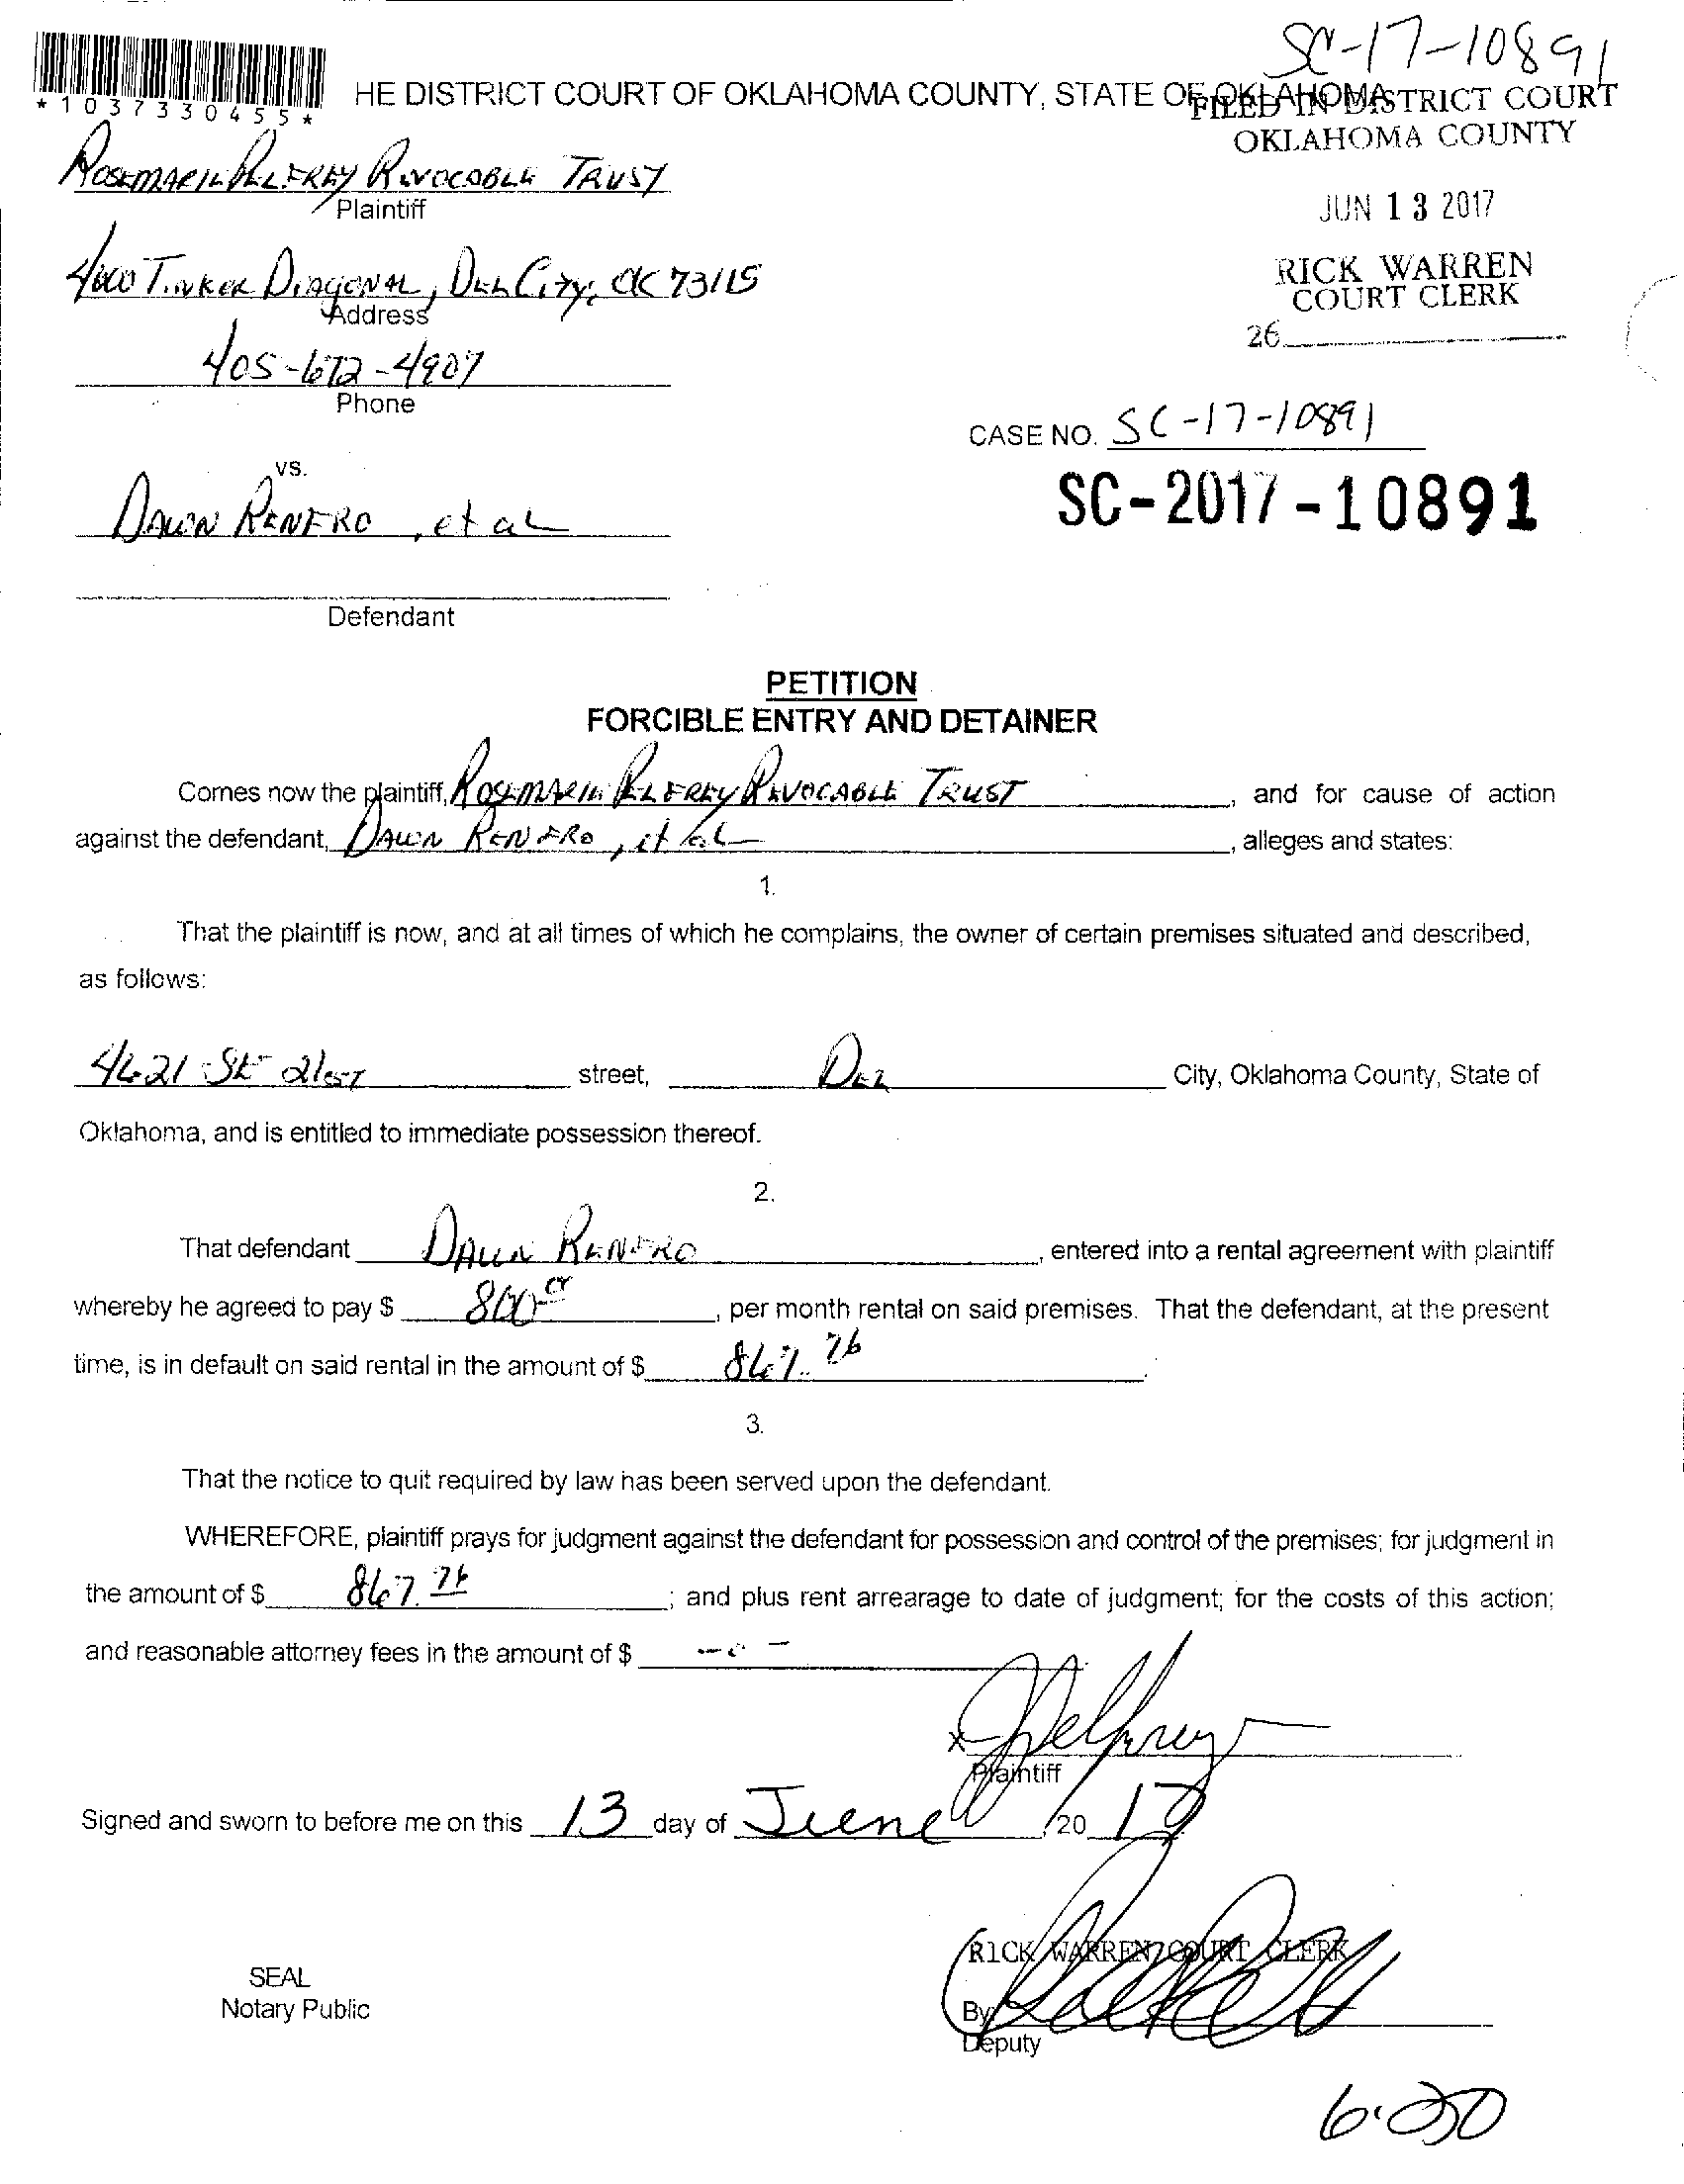 SC-17-10891
*1037330455*
HE DISTRICT COURT OF OKLAHOMA COUNTY, STATE OF OKLAHOMA
FILED IN DISTRICT COURT
OKLAHOMA COUNTY
ROSEMARIE PELFREY REVOCABLE TRUST
Plaintiff
JUN 13 2017
RICK WARREN
COURT CLERK
26
TINKER DIAGONAL, DEL CITY, OK 73115
Address
405-672-4907
Phone
CASE NO. SC-17-10891
vs.
SC-2017-10891
DAWN RENFRO, et al
Defendant
PETITION
FORCIBLE ENTRY AND DETAINER
Comes now the plaintiff, ROSEMARIE PELFREY REVOCABLE TRUST, and for cause of action
against the defendant, DAWN RENFRO, et al, alleges and states:
1.
That the plaintiff is now, and at all times of which he complains, the owner of certain premises situated and described,
as follows:
4621 SE 21ST street, DEL City, Oklahoma County, State of
Oklahoma, and is entitled to immediate possession thereof.
2.
That defendant DAWN RENFRO, entered into a rental agreement with plaintiff
whereby he agreed to pay $ 800, per month rental on said premises. That the defendant, at the present
time, is in default on said rental in the amount of $ 867.76.
3.
That the notice to quit required by law has been served upon the defendant.
WHEREFORE, plaintiff prays for judgment against the defendant for possession and control of the premises; for judgment in
the amount of $ 867.76; and plus rent arrearage to date of judgment; for the costs of this action;
and reasonable attorney fees in the amount of $ -0-
x JPelfrey
Plaintiff
Signed and sworn to before me on this 13 day of June, 2017
RICK WARREN, COURT CLERK
SEAL
Notary Public
By
Deputy